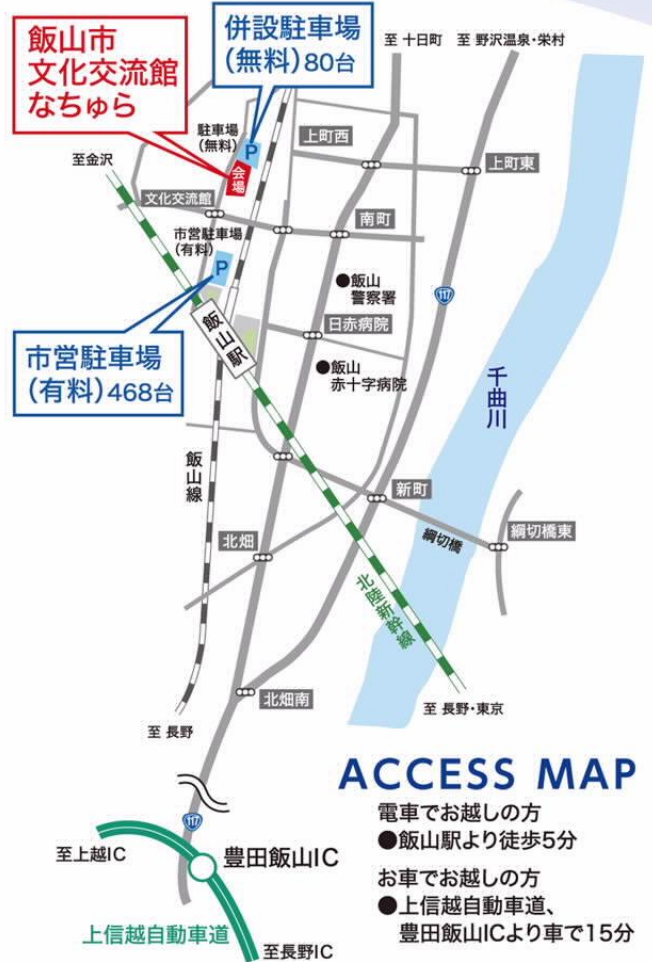 飯山市
文化交流館
なちゅら
併設駐車場
(無料)80台
至 十日町
至 野沢温泉・栄村
駐車場
(無料)
P
会場
上町西
上町東
至金沢
文化交流館
南町
市営駐車場
(有料)
P
●飯山
警察署
117
日赤病院
飯山駅
市営駐車場
(有料)468台
●飯山
赤十字病院
千曲川
飯山線
新町
綱切橋
綱切橋東
北畑
北陸新幹線
北畑南
至 長野
至 長野・東京
ACCESS MAP
電車でお越しの方
●飯山駅より徒歩5分
お車でお越しの方
●上信越自動車道、
豊田飯山ICより車で15分
117
至上越IC
豊田飯山IC
上信越自動車道
至長野IC